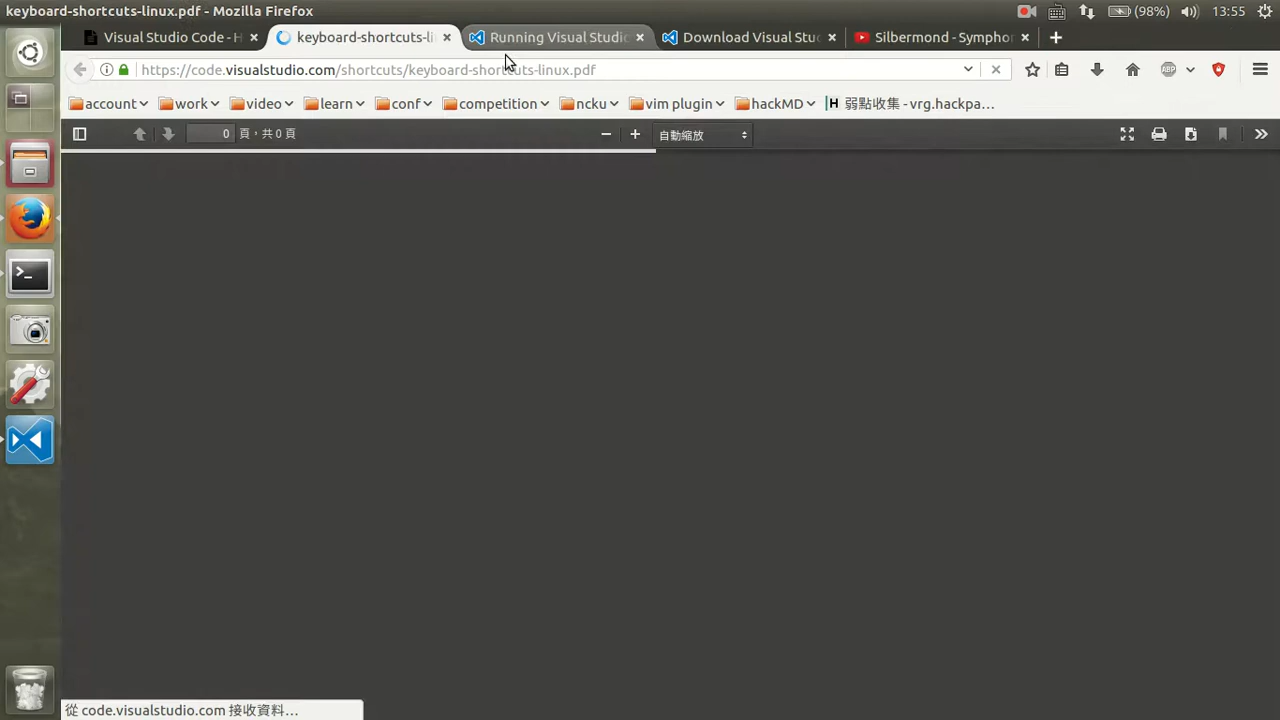 keyboard-shortcuts-linux.pdf - Mozilla Firefox
(98%)
13:55
Visual Studio Code - H
keyboard-shortcuts-li
Running Visual Studio
Download Visual Stu
Silbermond - Sympho
https://code.visualstudio.com/shortcuts/keyboard-shortcuts-linux.pdf
ABP
account
work
video
learn
conf
competition
ncku
vim plugin
hackMD
H 弱點收集 - vrg.hackpa…
0 頁，共 0 頁
自動縮放
從 code.visualstudio.com 接收資料…